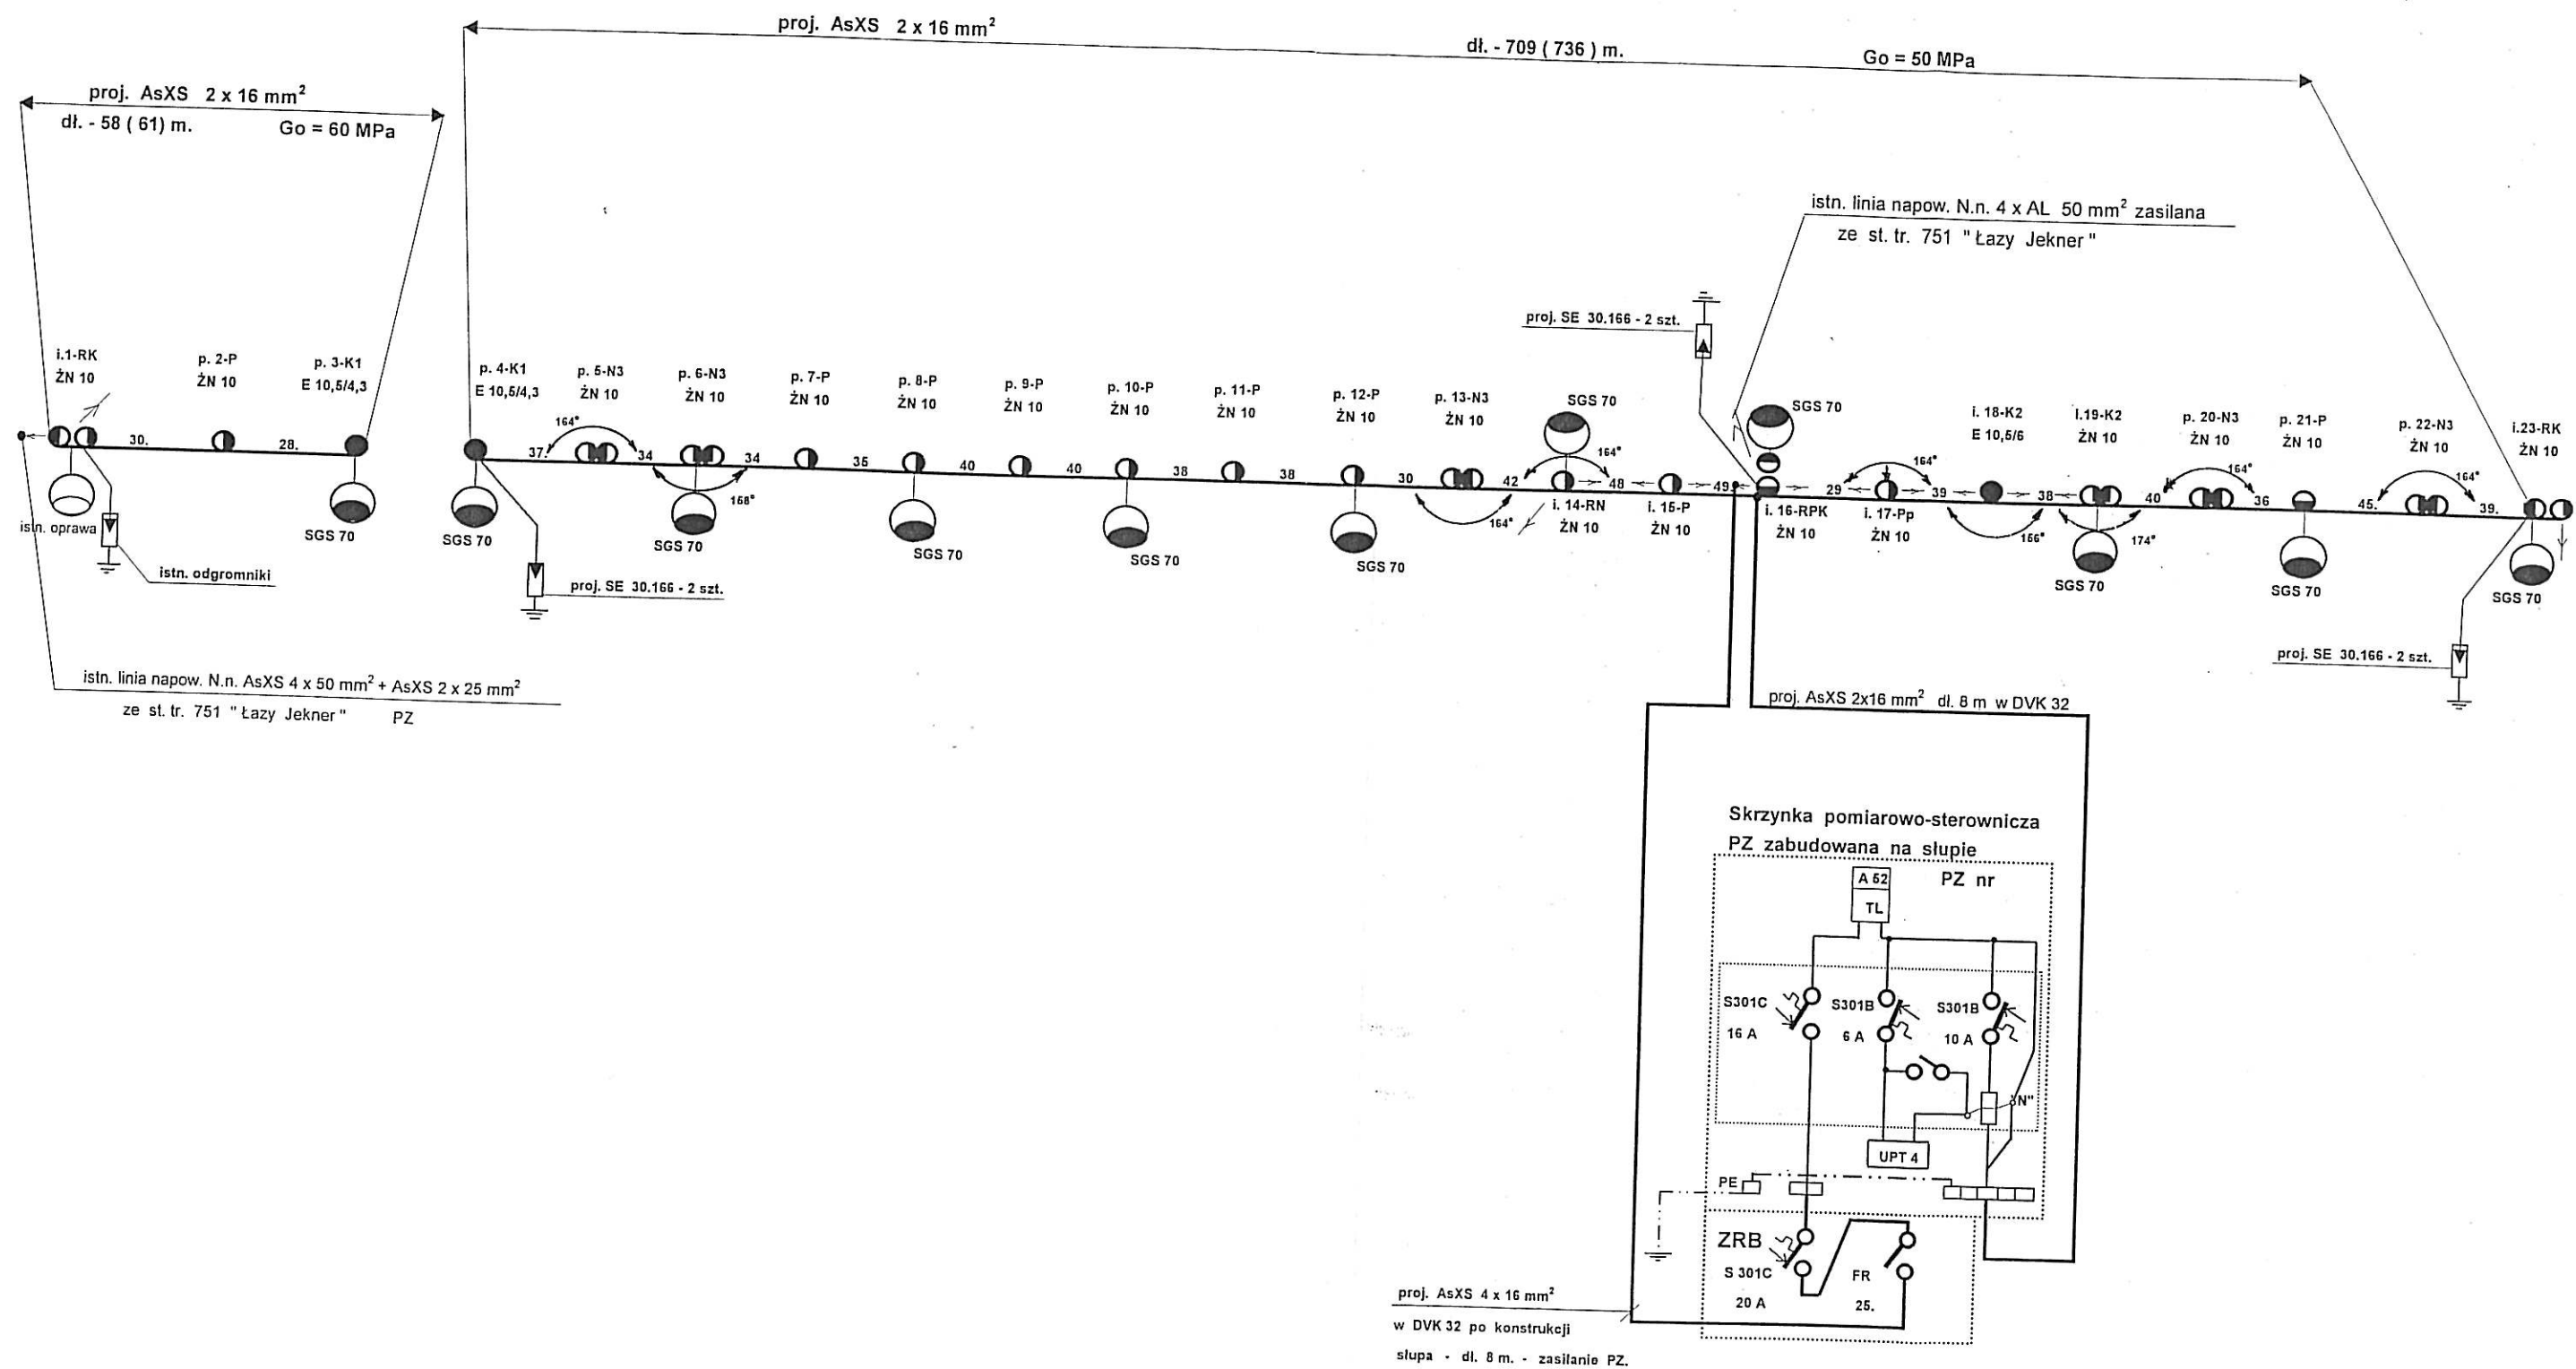 proj. AsXS 2 x 16 mm²
dł. - 709 ( 736 ) m.
Go = 50 MPa
proj. AsXS 2 x 16 mm²
dł. - 58 ( 61) m.
Go = 60 MPa
istn. linia napow. N.n. 4 x AL 50 mm² zasilana
ze st. tr. 751 " Łazy Jekner "
proj. SE 30.166 - 2 szt.
i.1-RK
ŻN 10
p. 2-P
ŻN 10
p. 3-K1
E 10,5/4,3
p. 4-K1
E 10,5/4,3
p. 5-N3
ŻN 10
p. 6-N3
ŻN 10
p. 7-P
ŻN 10
p. 8-P
ŻN 10
p. 9-P
ŻN 10
p. 10-P
ŻN 10
p. 11-P
ŻN 10
p. 12-P
ŻN 10
p. 13-N3
ŻN 10
SGS 70
SGS 70
i. 18-K2
E 10,5/6
i.19-K2
ŻN 10
p. 20-N3
ŻN 10
p. 21-P
ŻN 10
p. 22-N3
ŻN 10
i.23-RK
ŻN 10
30.
28.
37.
164°
34
34
168°
35
40
40
38
38
30
164°
42
164°
48
49
29
164°
39
166°
38
174°
40
164°
36
45.
164°
39.
i. 14-RN
ŻN 10
i. 15-P
ŻN 10
i. 16-RPK
ŻN 10
i. 17-Pp
ŻN 10
istn. oprawa
SGS 70
SGS 70
SGS 70
SGS 70
SGS 70
SGS 70
SGS 70
SGS 70
SGS 70
istn. odgromniki
proj. SE 30.166 - 2 szt.
proj. SE 30.166 - 2 szt.
istn. linia napow. N.n. AsXS 4 x 50 mm² + AsXS 2 x 25 mm²
ze st. tr. 751 " Łazy Jekner " PZ
proj. AsXS 2x16 mm² dł. 8 m w DVK 32
Skrzynka pomiarowo-sterownicza
PZ zabudowana na słupie
PZ nr
A 52
TL
S301C
16 A
S301B
6 A
S301B
10 A
"N"
UPT 4
PE
ZRB
S 301C
20 A
FR
25.
proj. AsXS 4 x 16 mm²
w DVK 32 po konstrukcji
słupa - dł. 8 m. - zasilanie PZ.